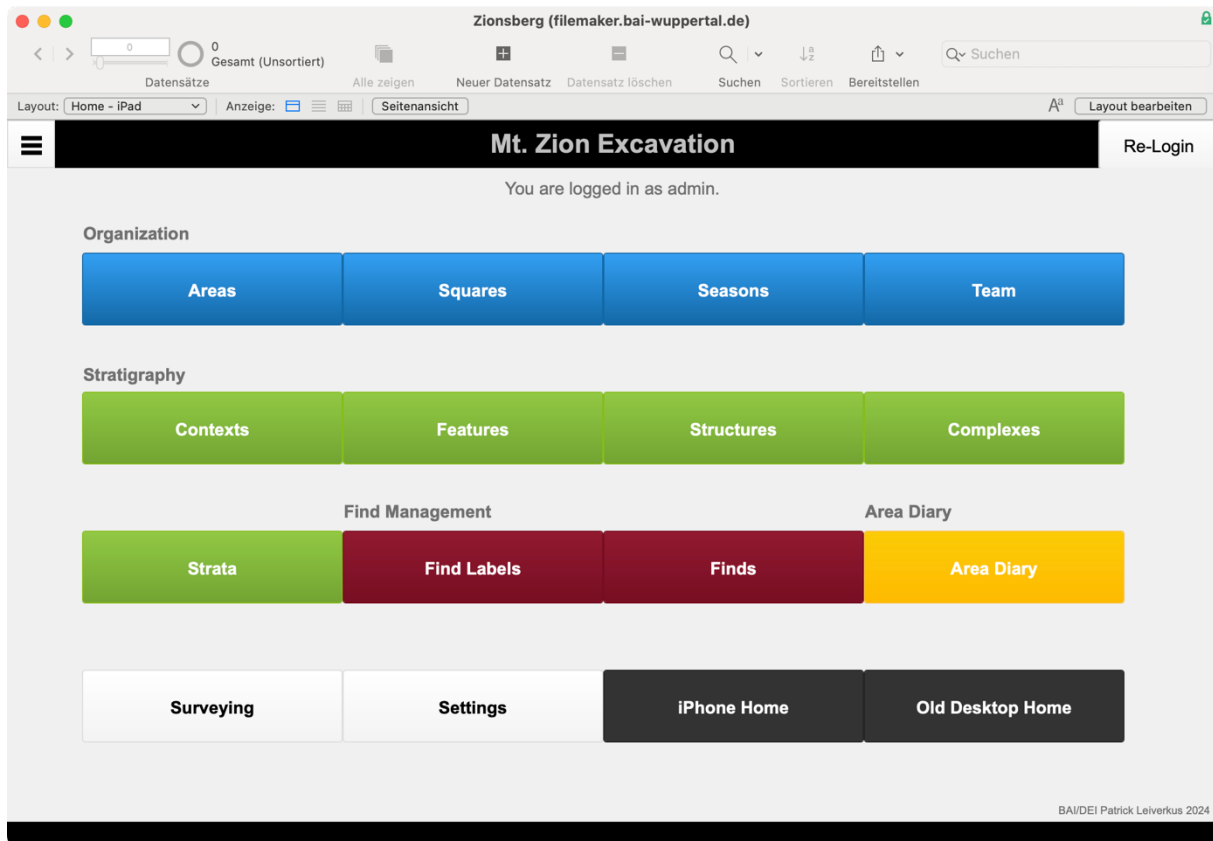 Zionsberg (filemaker.bai-wuppertal.de)
0
0
Gesamt (Unsortiert)
Datensätze
Alle zeigen
Neuer Datensatz
Datensatz löschen
Suchen
Sortieren
Bereitstellen
Suchen
Layout: Home - iPad
Anzeige:
Seitenansicht
Aa
Layout bearbeiten
Mt. Zion Excavation
Re-Login
You are logged in as admin.
Organization
Areas
Squares
Seasons
Team
Stratigraphy
Contexts
Features
Structures
Complexes
Find Management
Area Diary
Strata
Find Labels
Finds
Area Diary
Surveying
Settings
iPhone Home
Old Desktop Home
BAI/DEI Patrick Leiverkus 2024